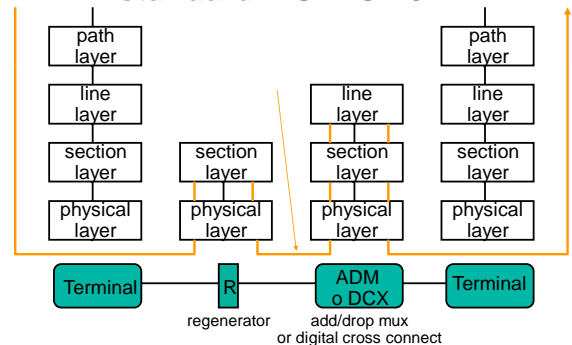 path
layer
path
layer
line
layer
line
layer
line
layer
section
layer
section
layer
section
layer
section
layer
physical
layer
physical
layer
physical
layer
physical
layer
Terminal
R
ADM
o DCX
Terminal
regenerator
add/drop mux
or digital cross connect